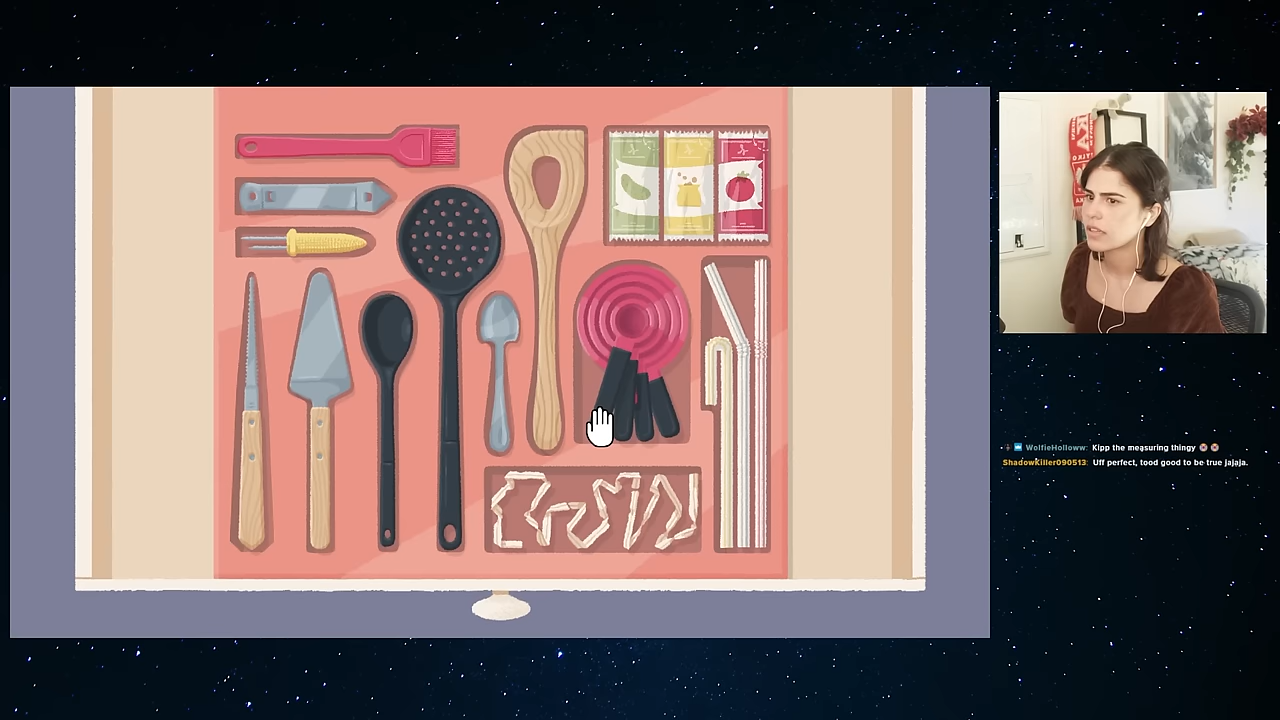 WolfieHolloww: Kipp the measuring thingy
Shadowkiller090513: Uff perfect, tood good to be true jajaja.